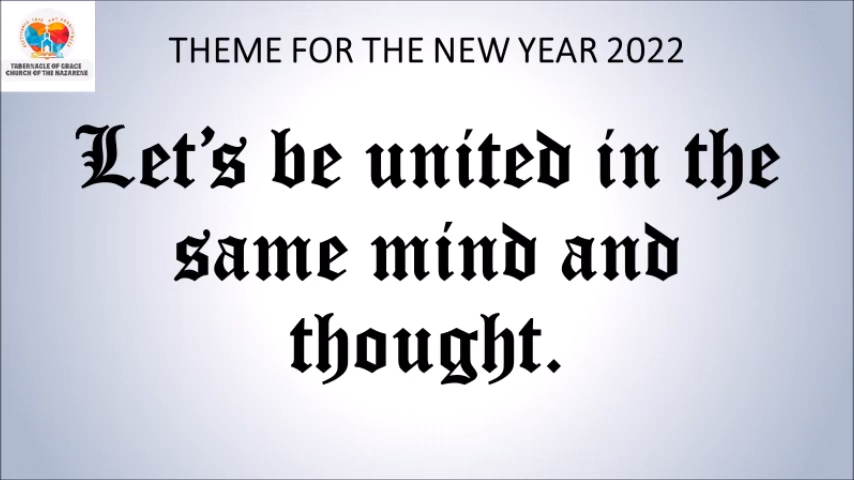 TABERNACLE OF GRACE
CHURCH OF THE NAZARENE
THEME FOR THE NEW YEAR 2022
Let's be united in the
same mind and
thought.